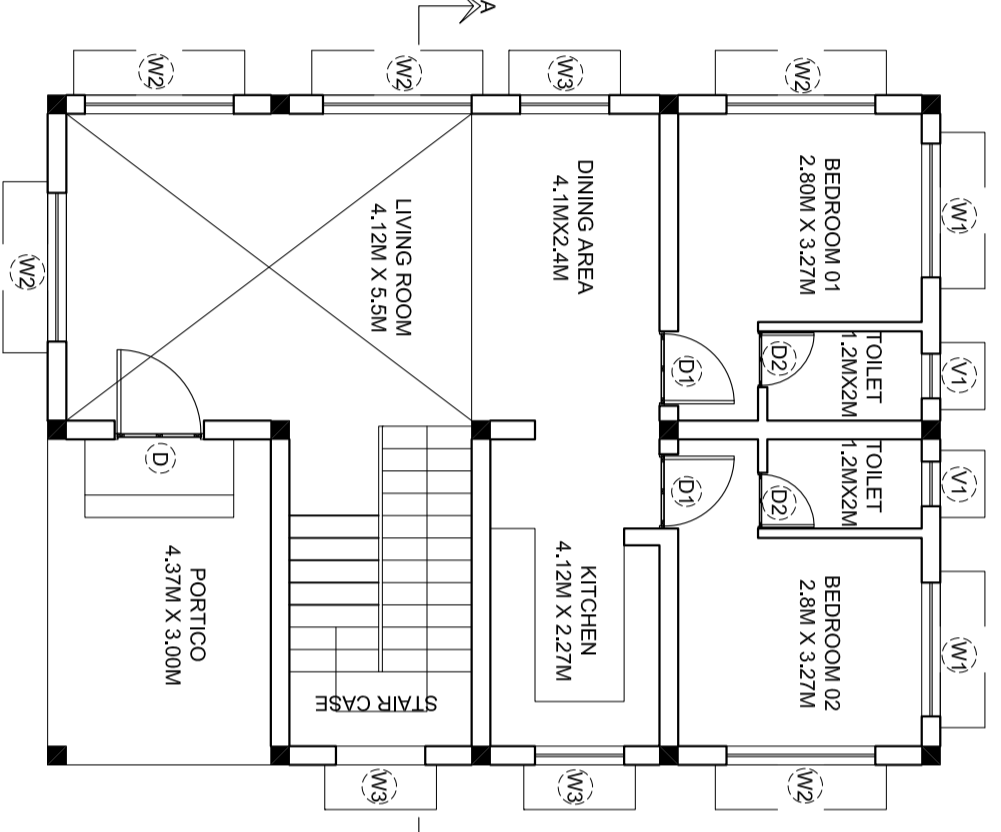 A
W2
W2
W3
W2
BEDROOM 01
2.80M X 3.27M
W1
DINING AREA
4.1MX2.4M
LIVING ROOM
4.12M X 5.5M
W2
TOILET
1.2MX2M
V1
D1
D2
D
TOILET
1.2MX2M
V1
D1
D2
PORTICO
4.37M X 3.00M
STAIR CASE
KITCHEN
4.12M X 2.27M
BEDROOM 02
2.8M X 3.27M
W1
W3
W3
W2